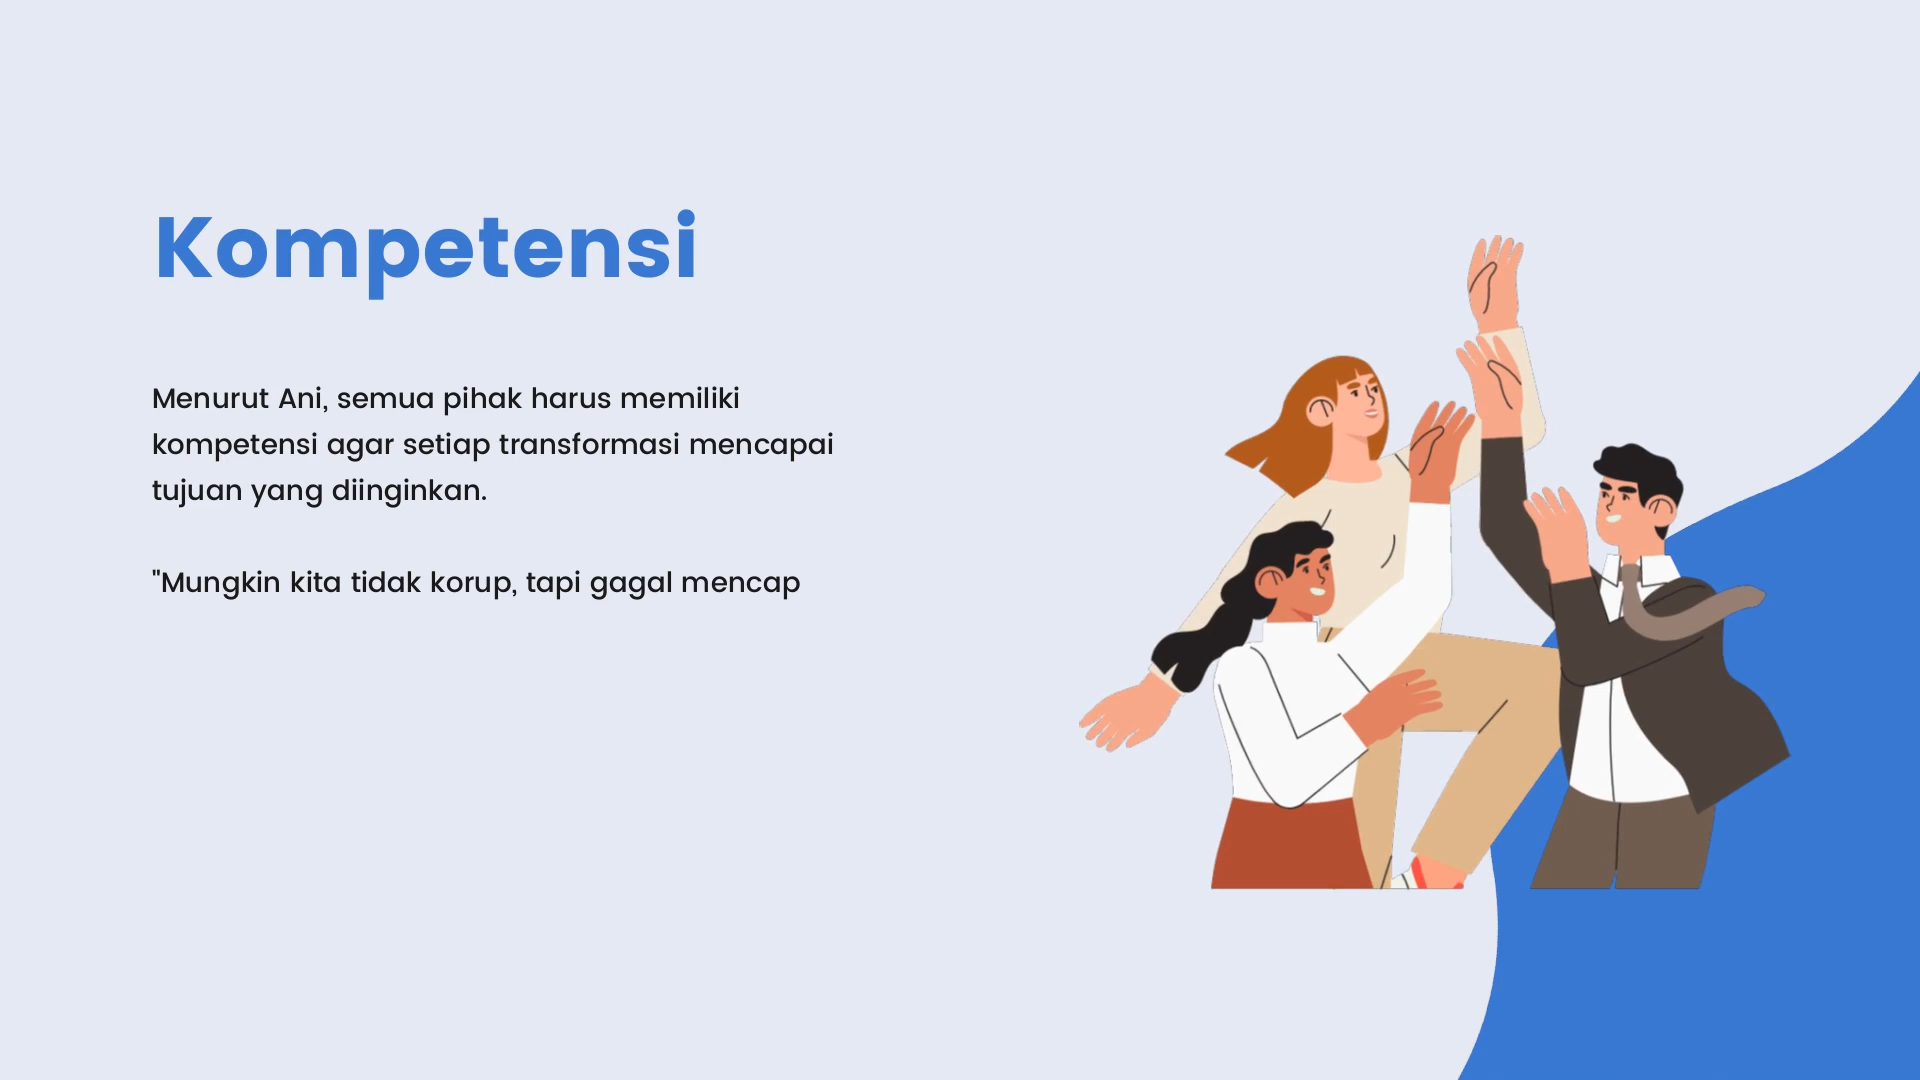 Kompetensi
Menurut Ani, semua pihak harus memiliki
kompetensi agar setiap transformasi mencapai
tujuan yang diinginkan.
"Mungkin kita tidak korup, tapi gagal mencap